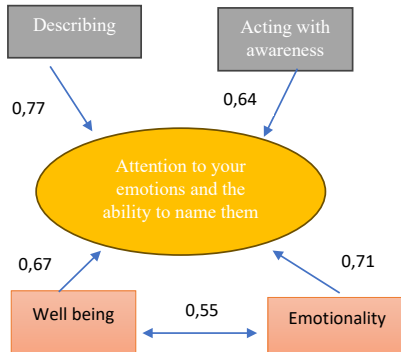 Describing
Acting with
awareness
0,77
0,64
Attention to your
emotions and the
ability to name them
0,67
0,71
Well being
0,55
Emotionality